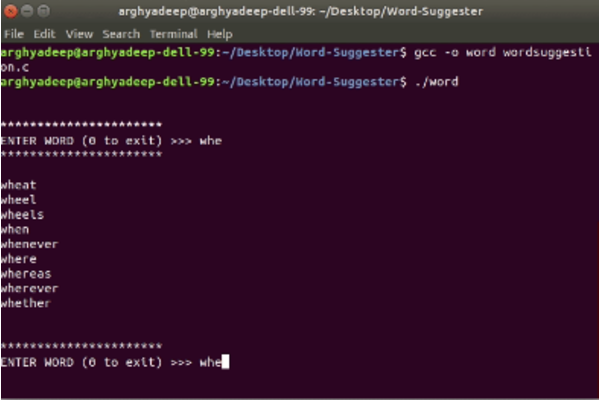 arghyadeep@arghyadeep-dell-99: ~/Desktop/Word-Suggester
File Edit View Search Terminal Help
arghyadeep@arghyadeep-dell-99:~/Desktop/Word-Suggester$ gcc -o word wordsuggesti
on.c
arghyadeep@arghyadeep-dell-99:~/Desktop/Word-Suggester$ ./word
***********************
ENTER WORD (0 to exit) >>> whe
***********************
wheat
wheel
wheels
when
whenever
where
whereas
wherever
whether
***********************
ENTER WORD (0 to exit) >>> whe